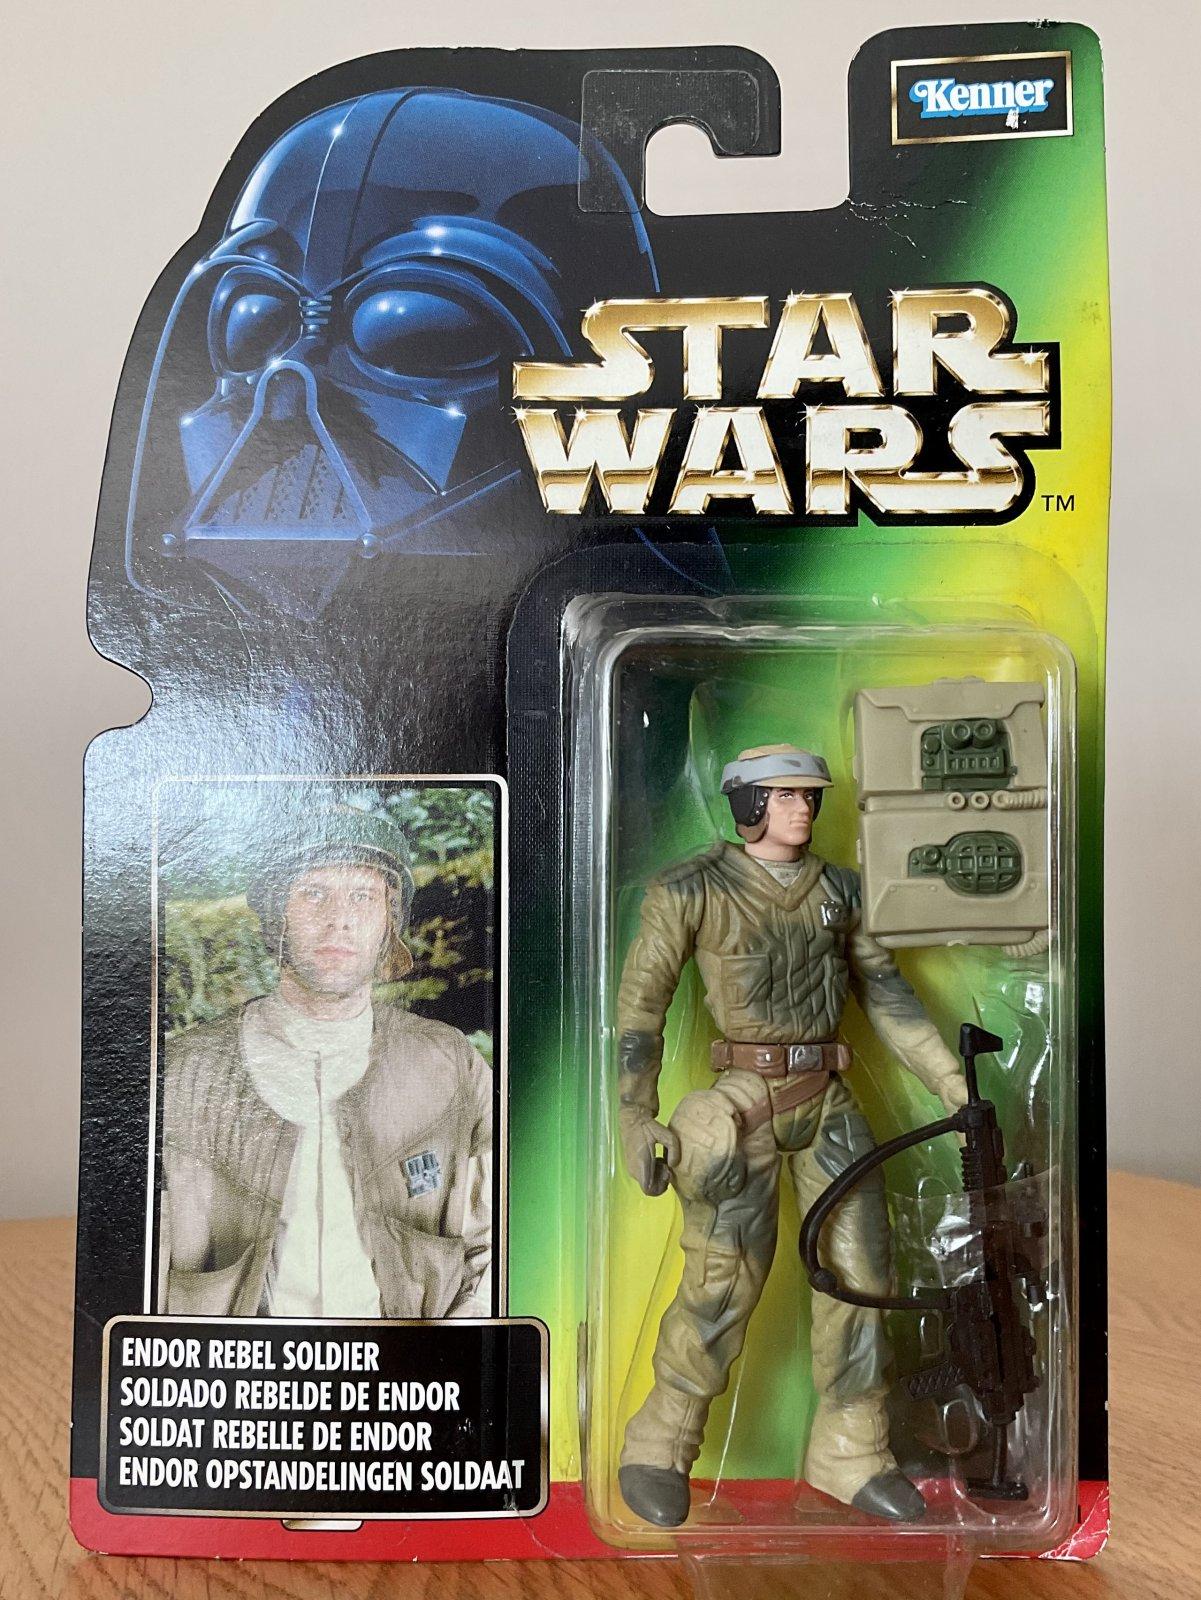 Kenner
STAR
WARS
TM
ENDOR REBEL SOLDIER
SOLDADO REBELDE DE ENDOR
SOLDAT REBELLE DE ENDOR
ENDOR OPSTANDELINGEN SOLDAAT